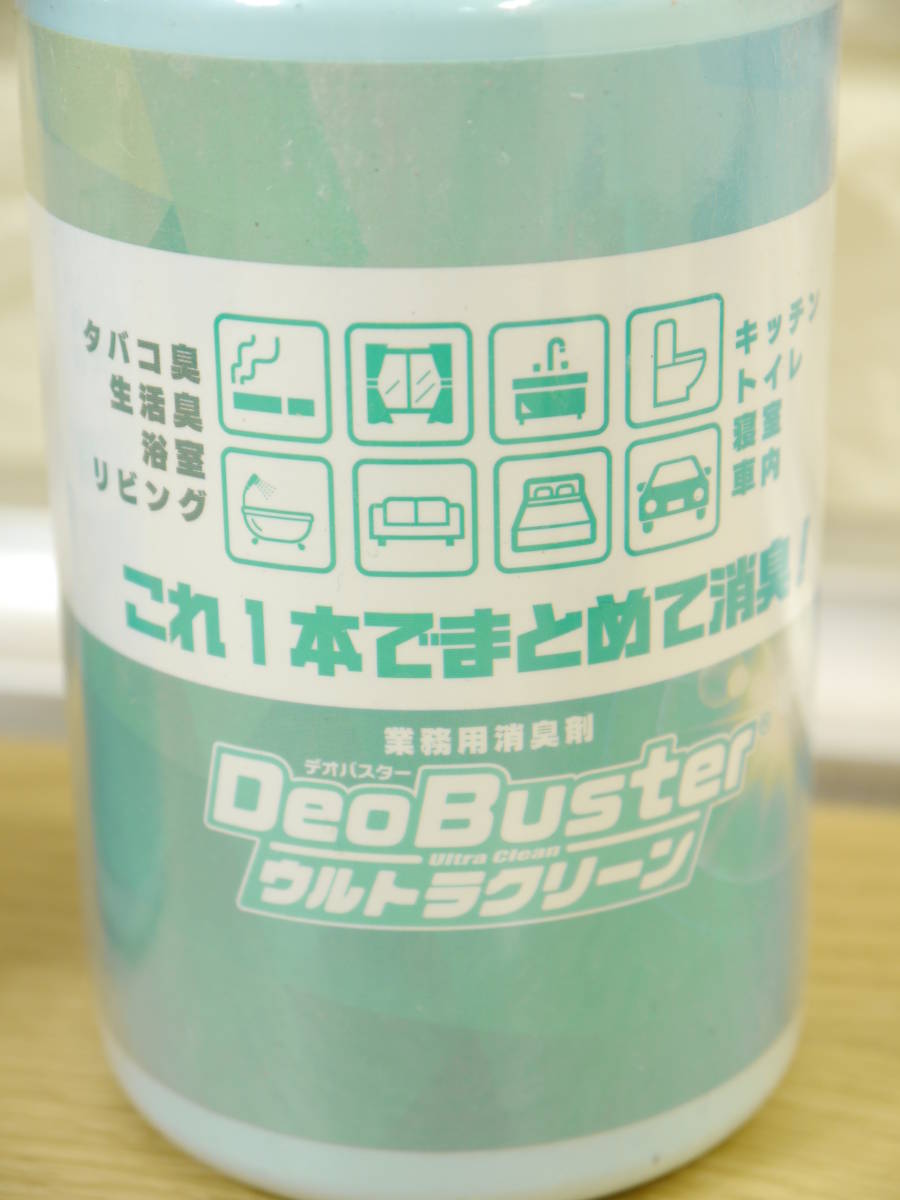 タバコ臭
生活臭
浴室
リビング
キッチン
トイレ
寝室
車内
これ1本でまとめて消臭!
業務用消臭剤
デオバスター
DeoBuster®
Ultra Clean
ウルトラクリーン